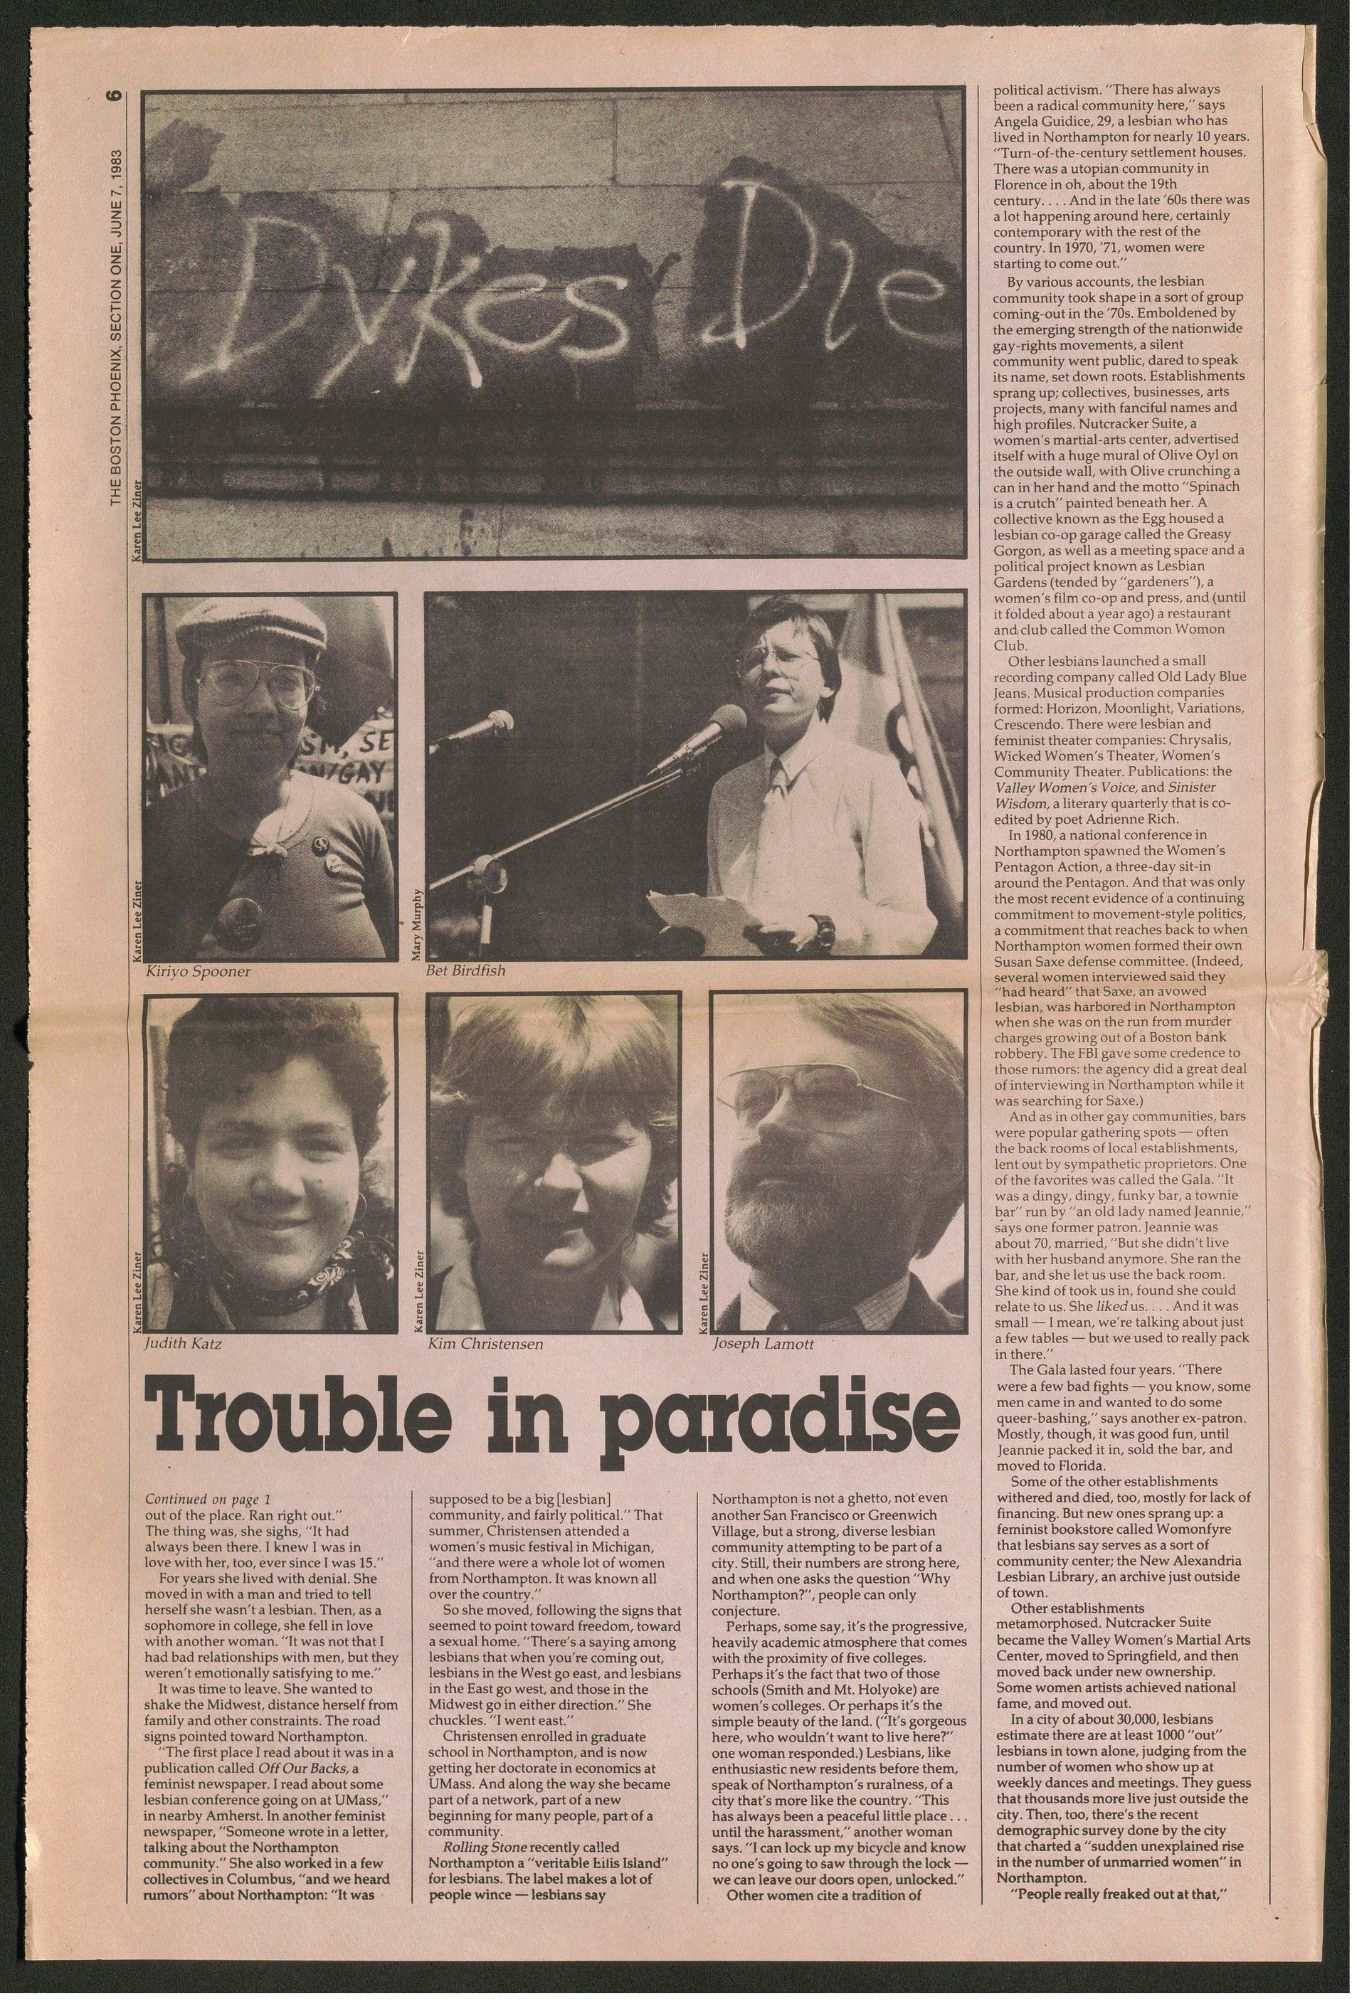 6
THE BOSTON PHOENIX, SECTION ONE, JUNE 7, 1983
Dykes Die
Karen Lee Ziner
SM, SE
ANT
N/GAY
Karen Lee Ziner
Kiriyo Spooner
Mary Murphy
Bet Birdfish
Karen Lee Ziner
Judith Katz
Karen Lee Ziner
Kim Christensen
Karen Lee Ziner
Joseph Lamott
Trouble in paradise
Continued on page 1
out of the place. Ran right out."
The thing was, she sighs, "It had
always been there. I knew I was in
love with her, too, ever since I was 15."
For years she lived with denial. She
moved in with a man and tried to tell
herself she wasn't a lesbian. Then, as a
sophomore in college, she fell in love
with another woman. "It was not that I
had bad relationships with men, but they
weren't emotionally satisfying to me."
It was time to leave. She wanted to
shake the Midwest, distance herself from
family and other constraints. The road
signs pointed toward Northampton.
"The first place I read about it was in a
publication called Off Our Backs, a
feminist newspaper. I read about some
lesbian conference going on at UMass,"
in nearby Amherst. In another feminist
newspaper, "Someone wrote in a letter,
talking about the Northampton
community." She also worked in a few
collectives in Columbus, "and we heard
rumors" about Northampton: "It was
supposed to be a big [lesbian]
community, and fairly political." That
summer, Christensen attended a
women's music festival in Michigan,
"and there were a whole lot of women
from Northampton. It was known all
over the country."
So she moved, following the signs that
seemed to point toward freedom, toward
a sexual home. "There's a saying among
lesbians that when you're coming out,
lesbians in the West go east, and lesbians
in the East go west, and those in the
Midwest go in either direction." She
chuckles. "I went east."
Christensen enrolled in graduate
school in Northampton, and is now
getting her doctorate in economics at
UMass. And along the way she became
part of a network, part of a new
beginning for many people, part of a
community.
Rolling Stone recently called
Northampton a "veritable Eilis Island"
for lesbians. The label makes a lot of
people wince — lesbians say
Northampton is not a ghetto, not even
another San Francisco or Greenwich
Village, but a strong, diverse lesbian
community attempting to be part of a
city. Still, their numbers are strong here,
and when one asks the question "Why
Northampton?", people can only
conjecture.
Perhaps, some say, it's the progressive,
heavily academic atmosphere that comes
with the proximity of five colleges.
Perhaps it's the fact that two of those
schools (Smith and Mt. Holyoke) are
women's colleges. Or perhaps it's the
simple beauty of the land. ("It's gorgeous
here, who wouldn't want to live here?"
one woman responded.) Lesbians, like
enthusiastic new residents before them,
speak of Northampton's ruralness, of a
city that's more like the country. "This
has always been a peaceful little place . . .
until the harassment," another woman
says. "I can lock up my bicycle and know
no one's going to saw through the lock —
we can leave our doors open, unlocked."
Other women cite a tradition of
political activism. "There has always
been a radical community here," says
Angela Guidice, 29, a lesbian who has
lived in Northampton for nearly 10 years.
"Turn-of-the-century settlement houses.
There was a utopian community in
Florence in oh, about the 19th
century. . . . And in the late '60s there was
a lot happening around here, certainly
contemporary with the rest of the
country. In 1970, '71, women were
starting to come out."
By various accounts, the lesbian
community took shape in a sort of group
coming-out in the '70s. Emboldened by
the emerging strength of the nationwide
gay-rights movements, a silent
community went public, dared to speak
its name, set down roots. Establishments
sprang up; collectives, businesses, arts
projects, many with fanciful names and
high profiles. Nutcracker Suite, a
women's martial-arts center, advertised
itself with a huge mural of Olive Oyl on
the outside wall, with Olive crunching a
can in her hand and the motto "Spinach
is a crutch" painted beneath her. A
collective known as the Egg housed a
lesbian co-op garage called the Greasy
Gorgon, as well as a meeting space and a
political project known as Lesbian
Gardens (tended by "gardeners"), a
women's film co-op and press, and (until
it folded about a year ago) a restaurant
and club called the Common Womon
Club.
Other lesbians launched a small
recording company called Old Lady Blue
Jeans. Musical production companies
formed: Horizon, Moonlight, Variations,
Crescendo. There were lesbian and
feminist theater companies: Chrysalis,
Wicked Women's Theater, Women's
Community Theater. Publications: the
Valley Women's Voice, and Sinister
Wisdom, a literary quarterly that is co-
edited by poet Adrienne Rich.
In 1980, a national conference in
Northampton spawned the Women's
Pentagon Action, a three-day sit-in
around the Pentagon. And that was only
the most recent evidence of a continuing
commitment to movement-style politics,
a commitment that reaches back to when
Northampton women formed their own
Susan Saxe defense committee. (Indeed,
several women interviewed said they
"had heard" that Saxe, an avowed
lesbian, was harbored in Northampton
when she was on the run from murder
charges growing out of a Boston bank
robbery. The FBI gave some credence to
those rumors: the agency did a great deal
of interviewing in Northampton while it
was searching for Saxe.)
And as in other gay communities, bars
were popular gathering spots — often
the back rooms of local establishments,
lent out by sympathetic proprietors. One
of the favorites was called the Gala. "It
was a dingy, dingy, funky bar, a townie
bar" run by "an old lady named Jeannie,"
says one former patron. Jeannie was
about 70, married, "But she didn't live
with her husband anymore. She ran the
bar, and she let us use the back room.
She kind of took us in, found she could
relate to us. She liked us. . . . And it was
small — I mean, we're talking about just
a few tables — but we used to really pack
in there."
The Gala lasted four years. "There
were a few bad fights — you know, some
men came in and wanted to do some
queer-bashing," says another ex-patron.
Mostly, though, it was good fun, until
Jeannie packed it in, sold the bar, and
moved to Florida.
Some of the other establishments
withered and died, too, mostly for lack of
financing. But new ones sprang up: a
feminist bookstore called Womonfyre
that lesbians say serves as a sort of
community center; the New Alexandria
Lesbian Library, an archive just outside
of town.
Other establishments
metamorphosed. Nutcracker Suite
became the Valley Women's Martial Arts
Center, moved to Springfield, and then
moved back under new ownership.
Some women artists achieved national
fame, and moved out.
In a city of about 30,000, lesbians
estimate there are at least 1000 "out"
lesbians in town alone, judging from the
number of women who show up at
weekly dances and meetings. They guess
that thousands more live just outside the
city. Then, too, there's the recent
demographic survey done by the city
that charted a "sudden unexplained rise
in the number of unmarried women" in
Northampton.
"People really freaked out at that,"